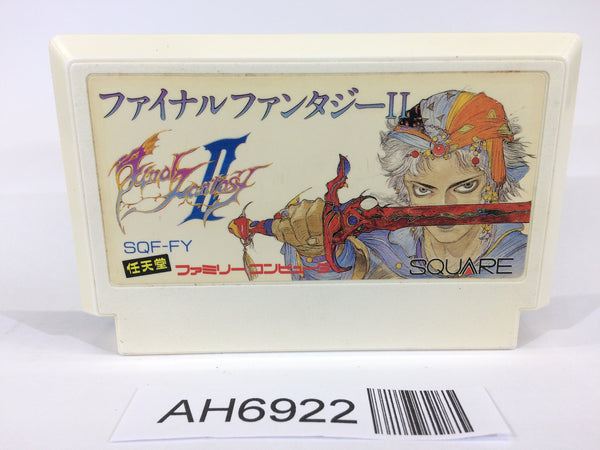 ファイナルファンタジーII
Final Fantasy II
SQF-FY
任天堂 ファミリーコンピュータ SQUARE
AH6922